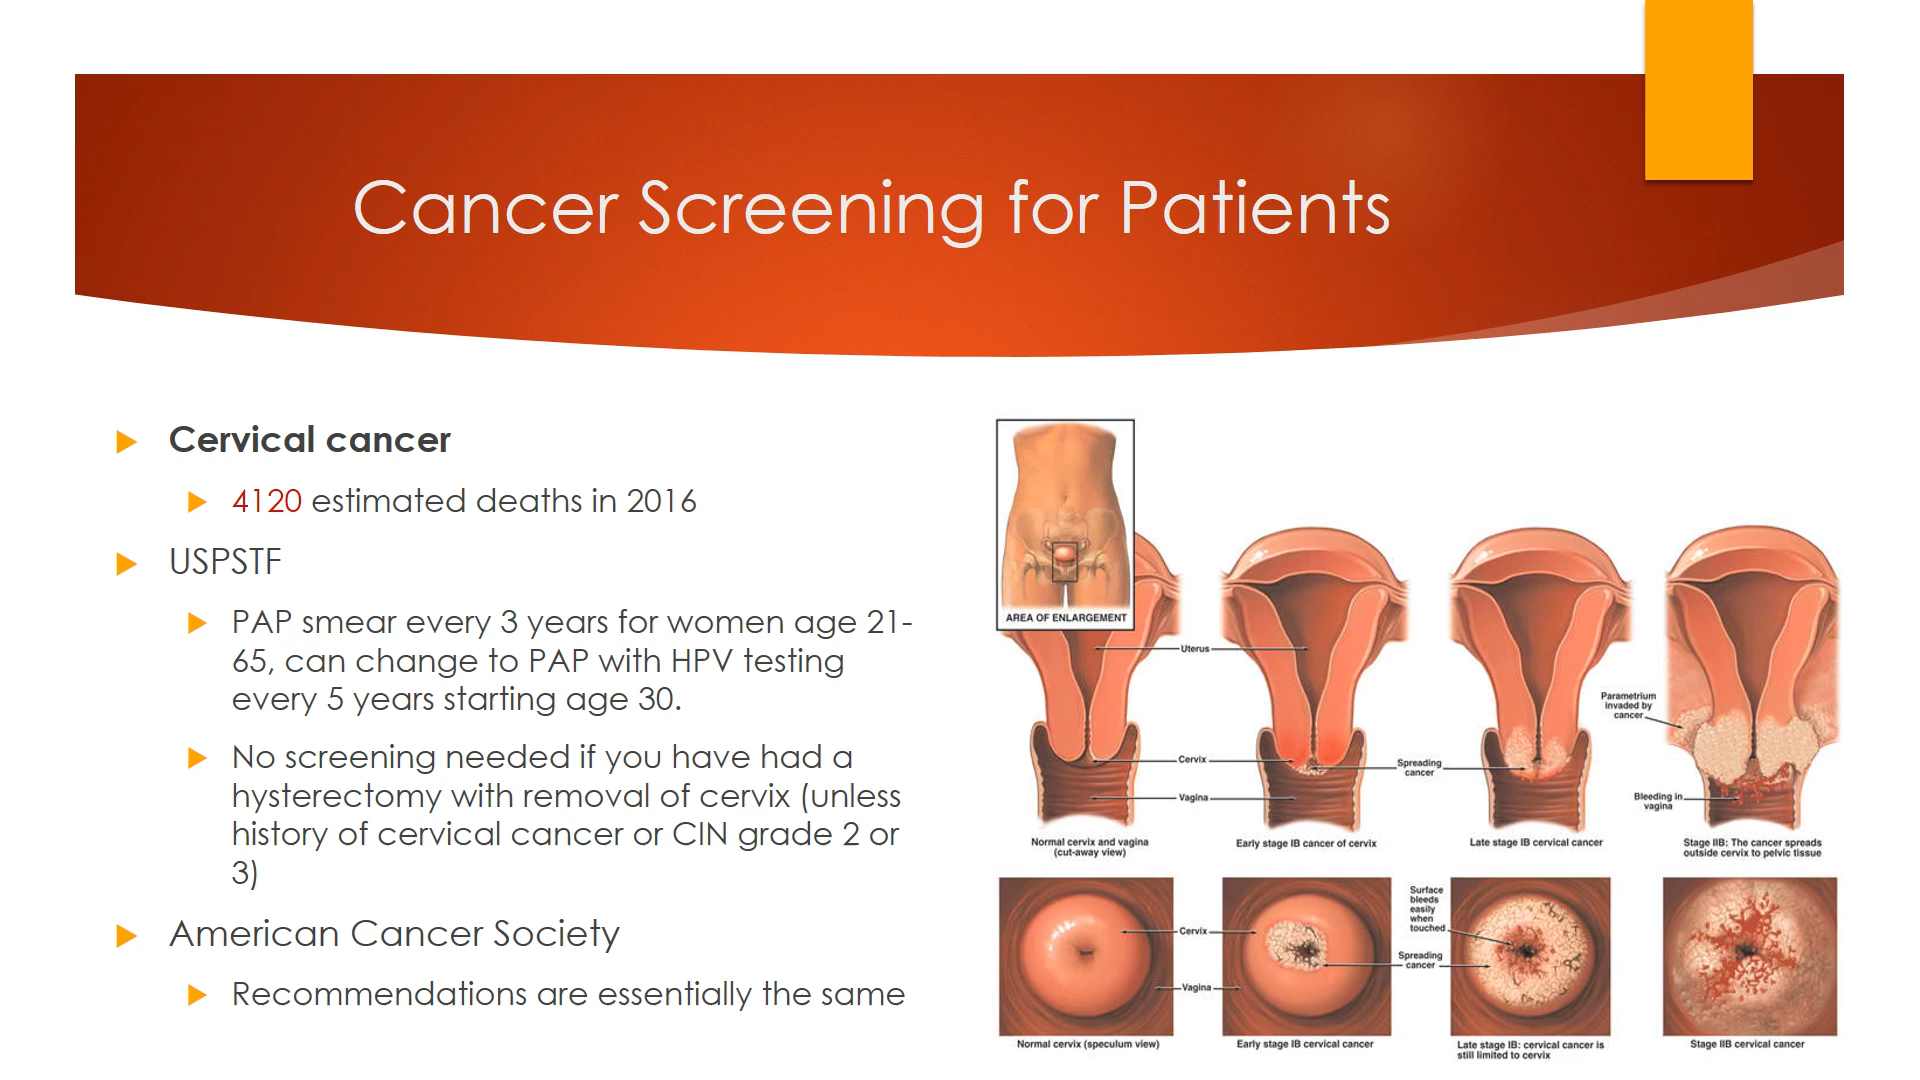 Cancer Screening for Patients
Cervical cancer
4120 estimated deaths in 2016
USPSTF
PAP smear every 3 years for women age 21-
65, can change to PAP with HPV testing
every 5 years starting age 30.
No screening needed if you have had a
hysterectomy with removal of cervix (unless
history of cervical cancer or CIN grade 2 or
3)
American Cancer Society
Recommendations are essentially the same
AREA OF ENLARGEMENT
Uterus
Cervix
Vagina
Spreading
cancer
Parametrium
invaded by
cancer
Bleeding in
vagina
Normal cervix and vagina
(cut-away view)
Early stage IB cancer of cervix
Late stage IB cervical cancer
Stage IIB: The cancer spreads
outside cervix to pelvic tissue
Cervix
Vagina
Surface
bleeds
easily
when
touched
Spreading
cancer
Normal cervix (speculum view)
Early stage IB cervical cancer
Late stage IB: cervical cancer is
still limited to cervix
Stage IIB cervical cancer